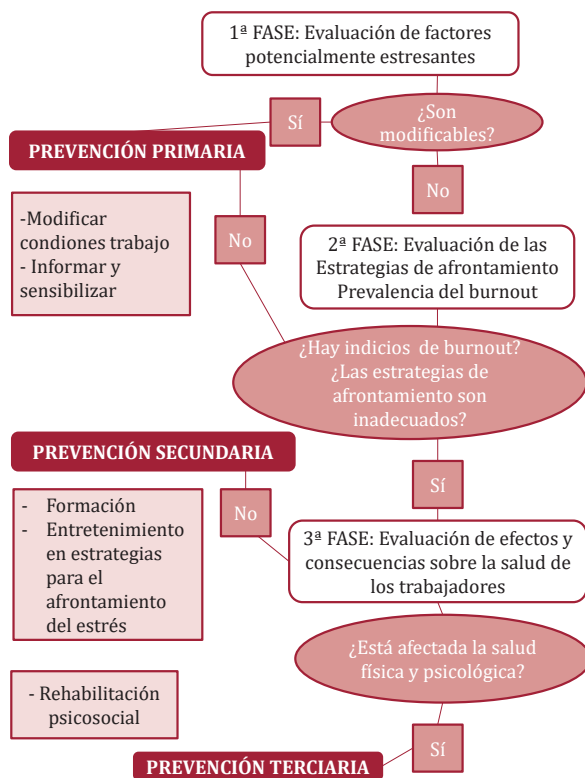 1ª FASE: Evaluación de factores
potencialmente estresantes
¿Son
modificables?
Sí
PREVENCIÓN PRIMARIA
No
-Modificar
condiones trabajo
- Informar y
sensibilizar
No
2ª FASE: Evaluación de las
Estrategias de afrontamiento
Prevalencia del burnout
¿Hay indicios de burnout?
¿Las estrategias de
afrontamiento son
inadecuados?
PREVENCIÓN SECUNDARIA
Sí
- Formación
- Entretenimiento
en estrategias
para el
afrontamiento
del estrés
No
3ª FASE: Evaluación de efectos y
consecuencias sobre la salud de
los trabajadores
¿Está afectada la salud
física y psicológica?
- Rehabilitación
psicosocial
Sí
PREVENCIÓN TERCIARIA